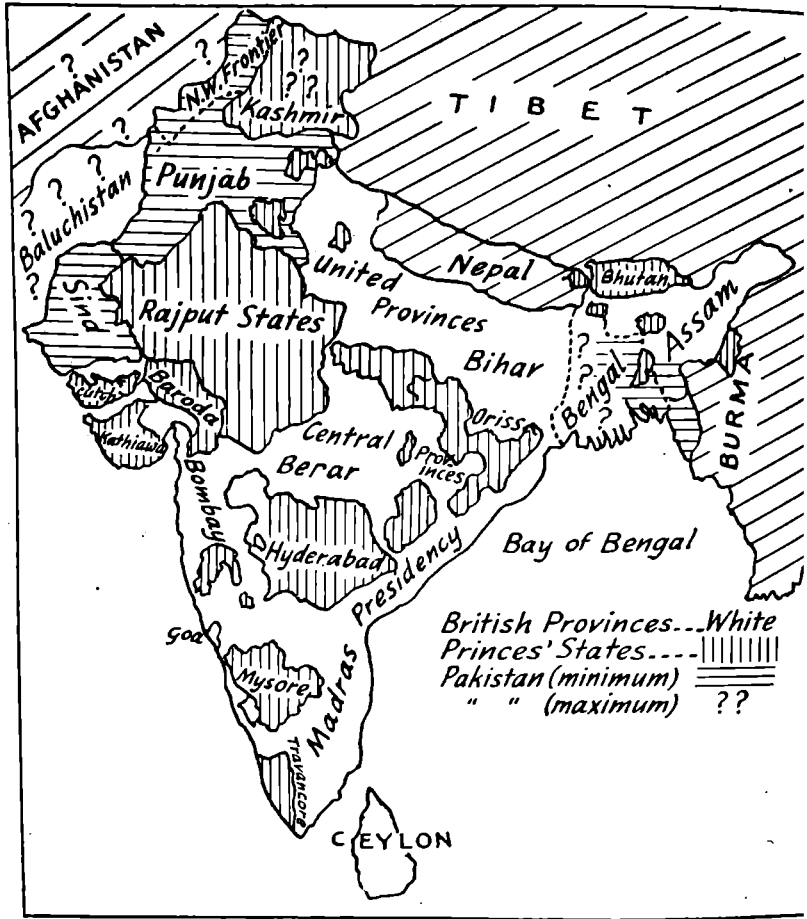 AFGHANISTAN
?
?
?
N.W. Frontier
? ?
? ?
Kashmir
TIBET
Baluchistan
? ? ? ?
?
?
Punjab
Sind
Rajput States
United
Provinces
Nepal
Bhutan
Assam
Bihar
Bengal
?
?
?
BURMA
Cutch
Baroda
Kathiawa
Oriss
Central
Provinces
Berar
Bombay
Hyderabad
Presidency
Bay of Bengal
Goa
Mysore
Madras
Travancore
CEYLON
British Provinces...White
Princes' States....
Pakistan (minimum)
" " (maximum) ??